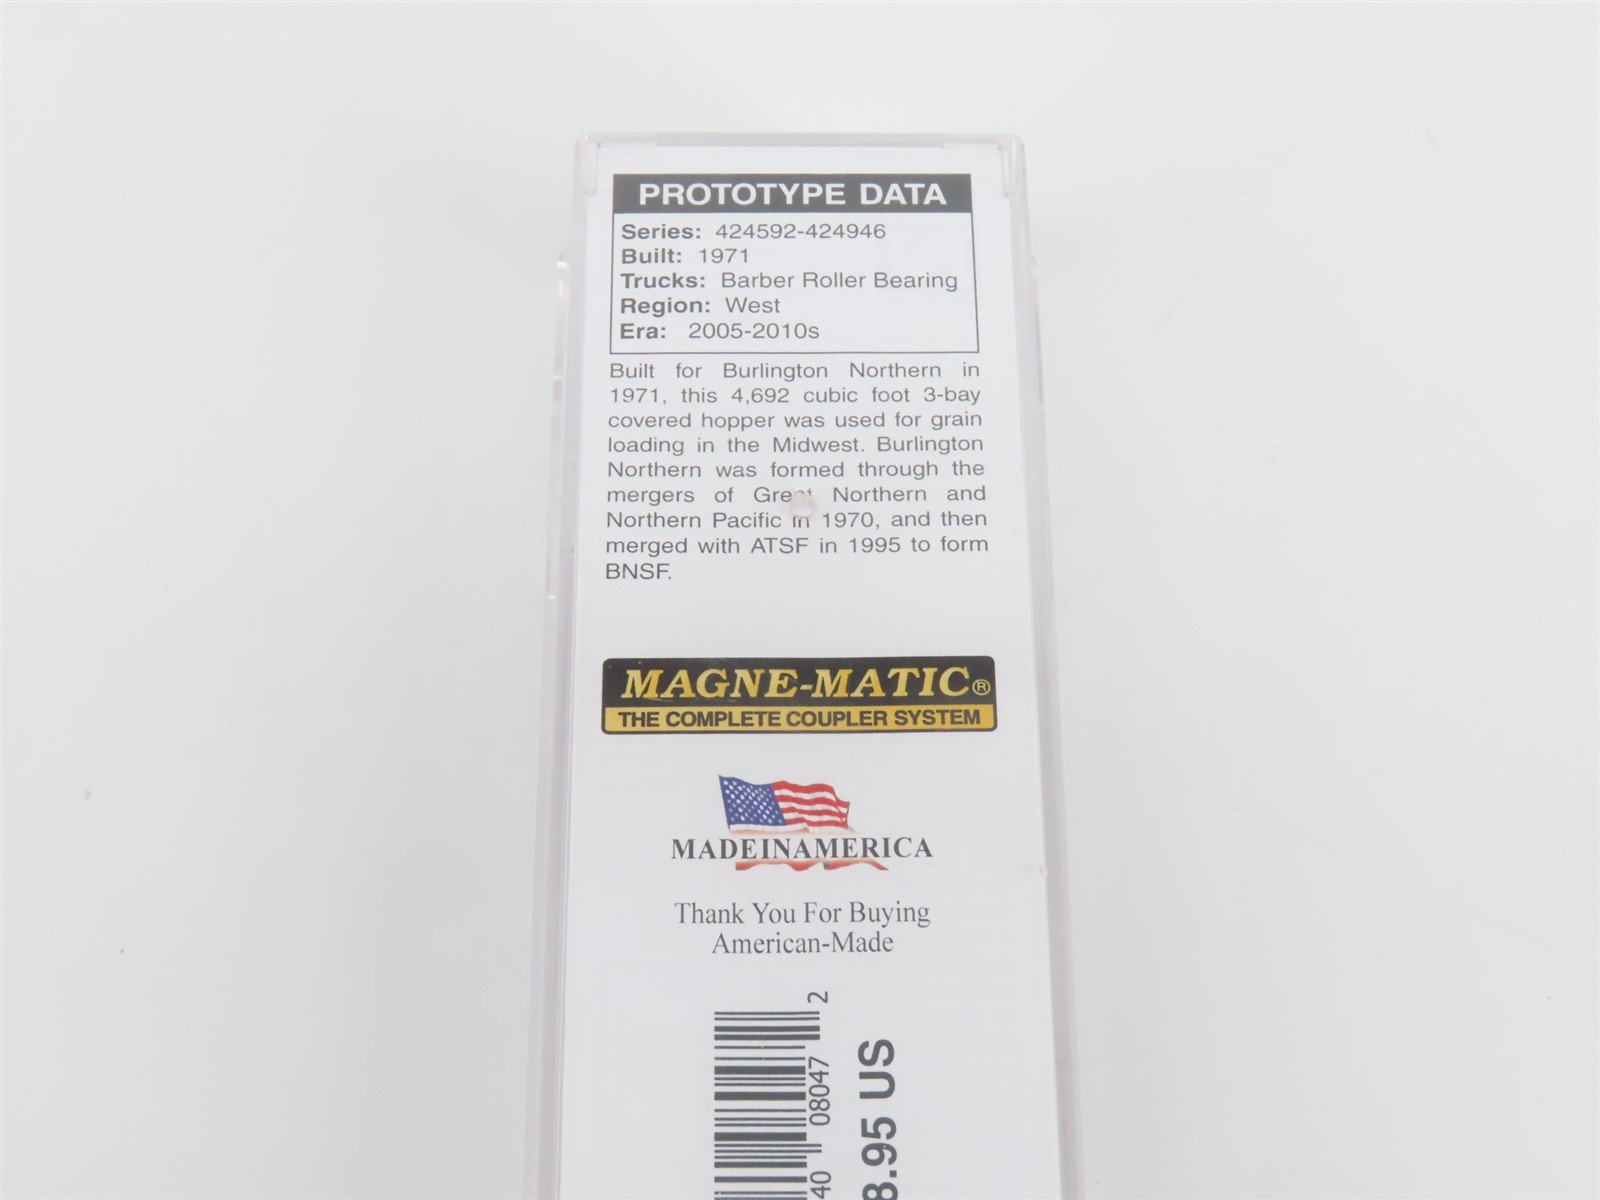 PROTOTYPE DATA
Series: 424592-424946
Built: 1971
Trucks: Barber Roller Bearing
Region: West
Era: 2005-2010s
Built for Burlington Northern in
1971, this 4,692 cubic foot 3-bay
covered hopper was used for grain
loading in the Midwest. Burlington
Northern was formed through the
mergers of Great Northern and
Northern Pacific in 1970, and then
merged with ATSF in 1995 to form
BNSF.
MAGNE-MATIC®
THE COMPLETE COUPLER SYSTEM
MADEINAMERICA
Thank You For Buying
American-Made
40 08047 2
8.95 US